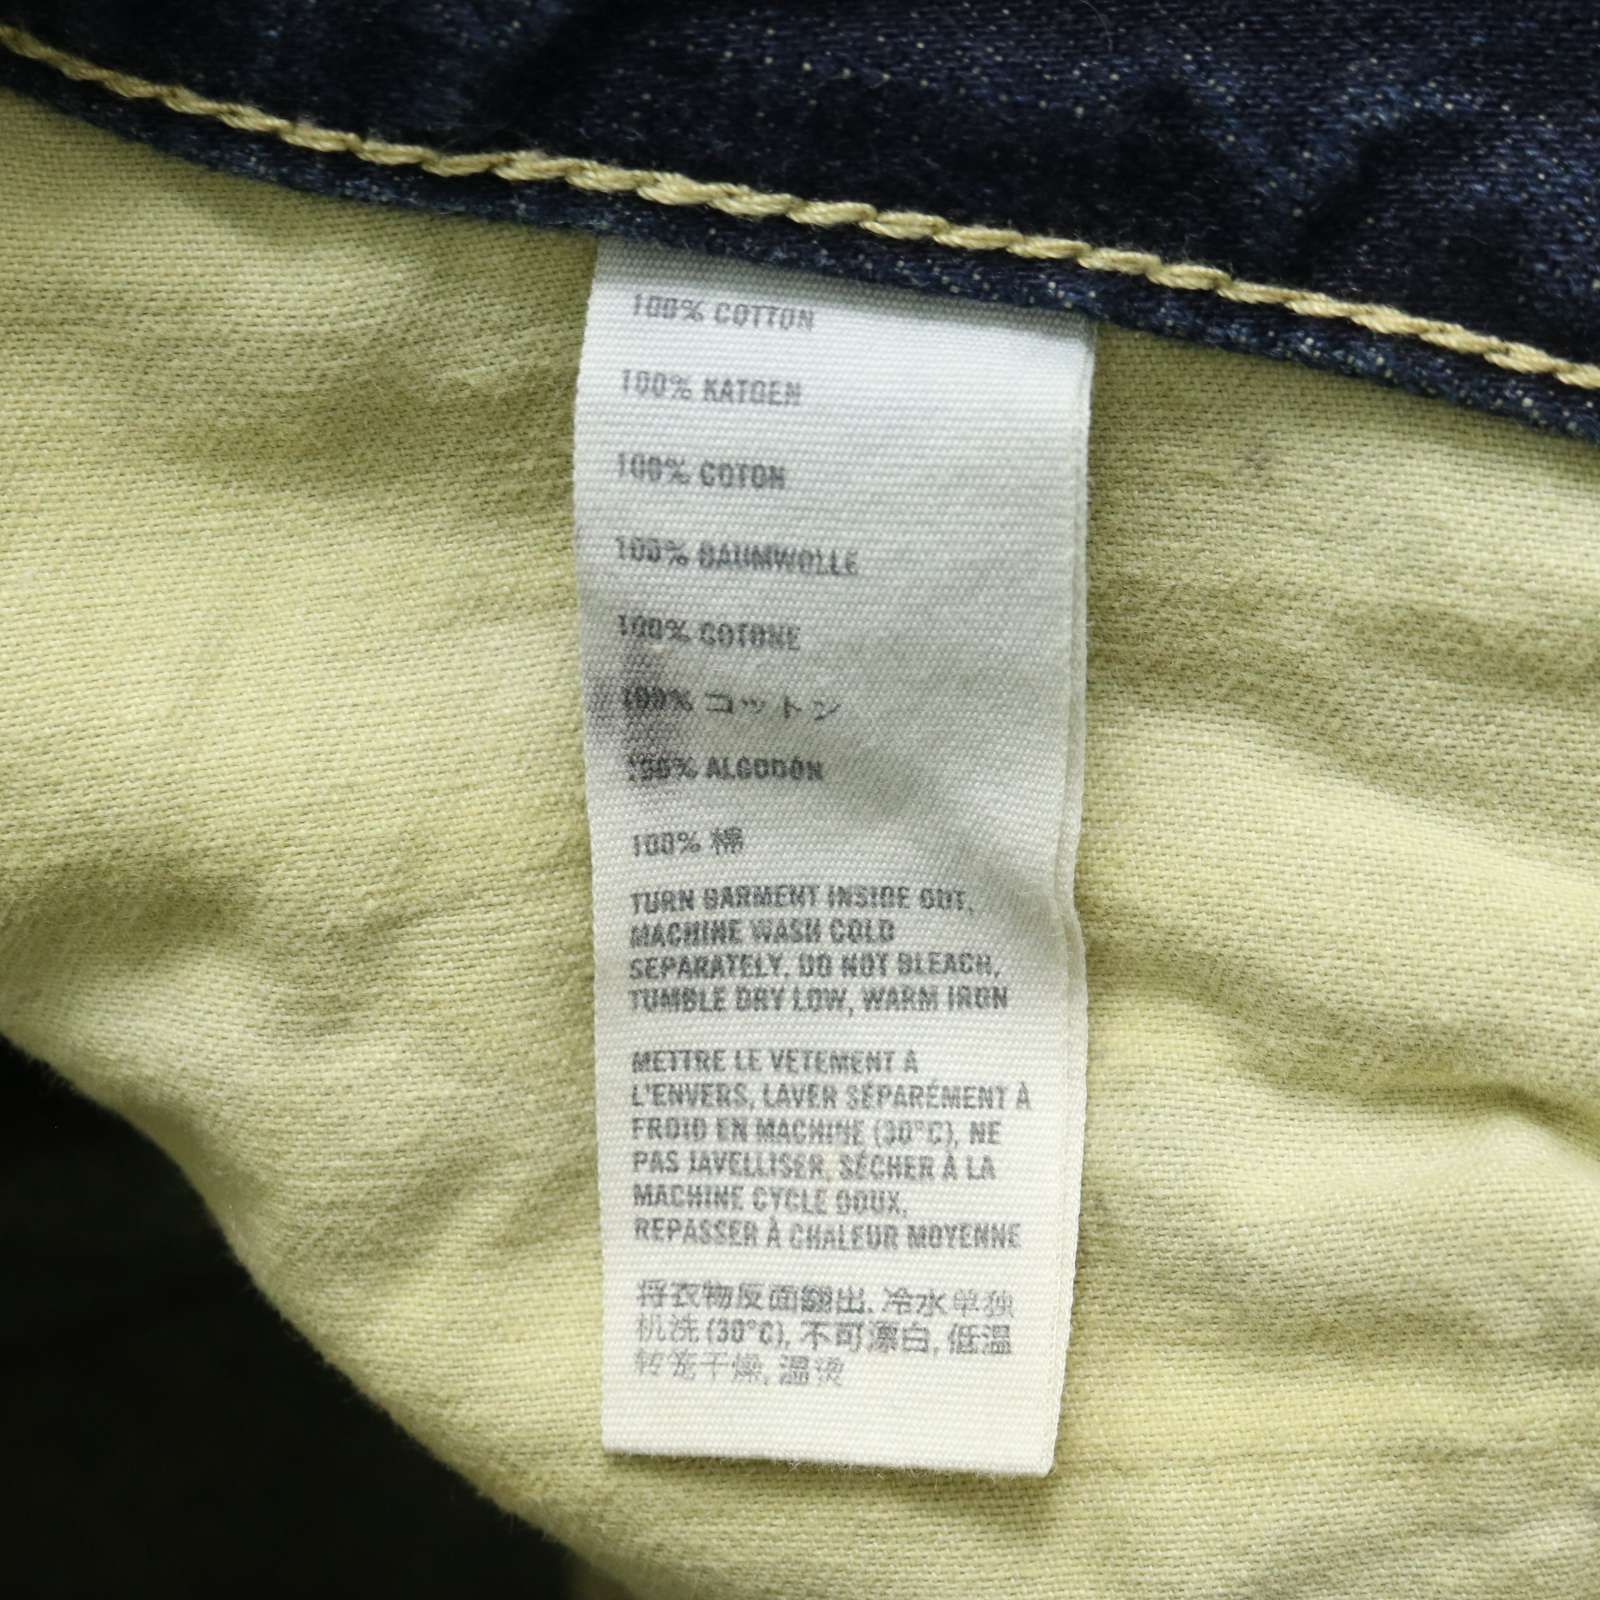 100% COTTON
100% KATOEN
100% COTON
100% BAUMWOLLE
100% COTONE
100% コットン
100% ALGODÓN
100% 棉
TURN GARMENT INSIDE OUT,
MACHINE WASH COLD
SEPARATELY, DO NOT BLEACH,
TUMBLE DRY LOW, WARM IRON
METTRE LE VETEMENT A
L'ENVERS, LAVER SÉPARÉMENT À
FROID EN MACHINE (30°C), NE
PAS JAVELLISER, SÉCHER À LA
MACHINE CYCLE DOUX,
REPASSER À CHALEUR MOYENNE
将衣物反面翻出, 冷水单独
机洗 (30°C), 不可漂白, 低温
转笼干燥, 温烫